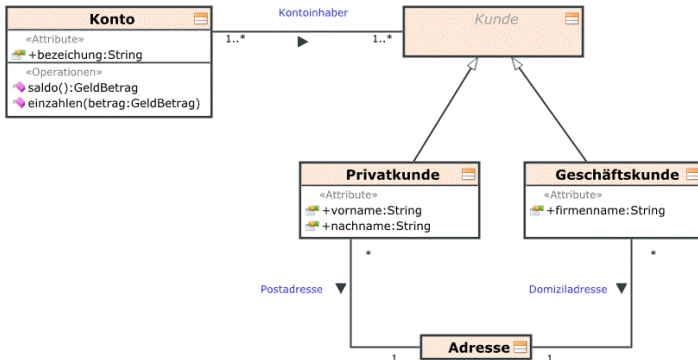 Konto
«Attribute»
+bezeichung:String
«Operationen»
saldo():GeldBetrag
einzahlen(betrag:GeldBetrag)
Kontoinhaber
1..*
1..*
Kunde
Privatkunde
«Attribute»
+vorname:String
+nachname:String
Geschäftskunde
«Attribute»
+firmenname:String
*
*
Postadresse
Domiziladresse
1
Adresse
1